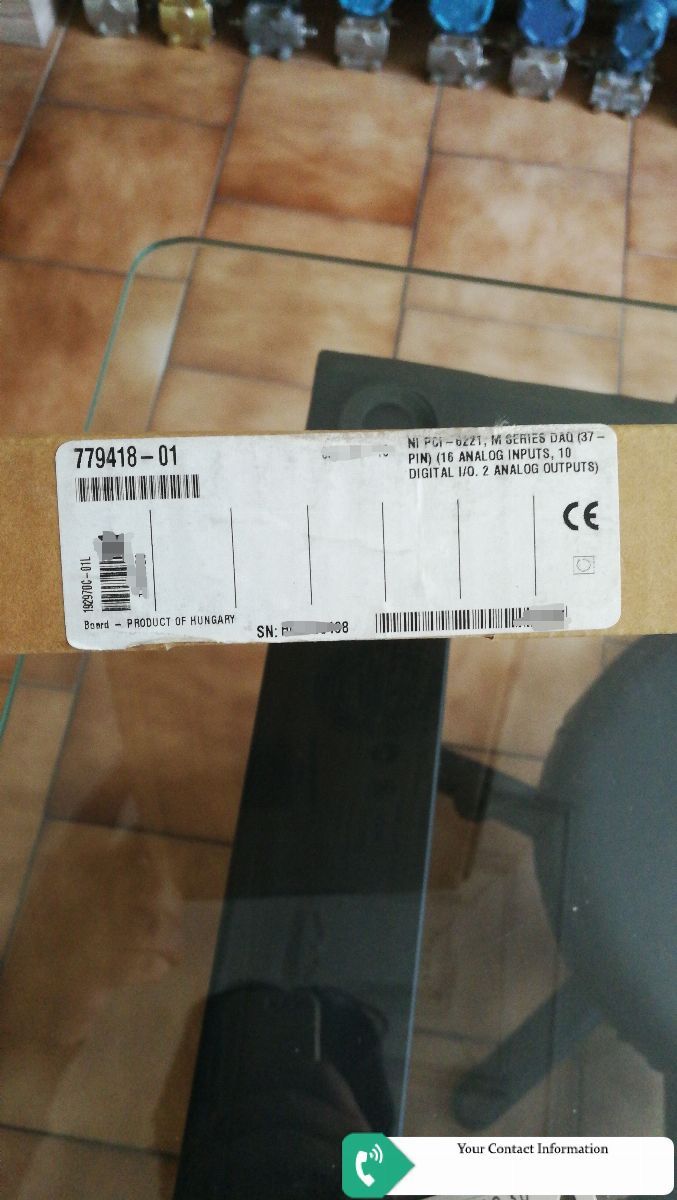 779418-01
NI PCI-6221, M SERIES DAQ (37-
PIN) (16 ANALOG INPUTS, 10
DIGITAL I/O. 2 ANALOG OUTPUTS)
CE
192970C-01L
Board - PRODUCT OF HUNGARY
SN:
Your Contact Information